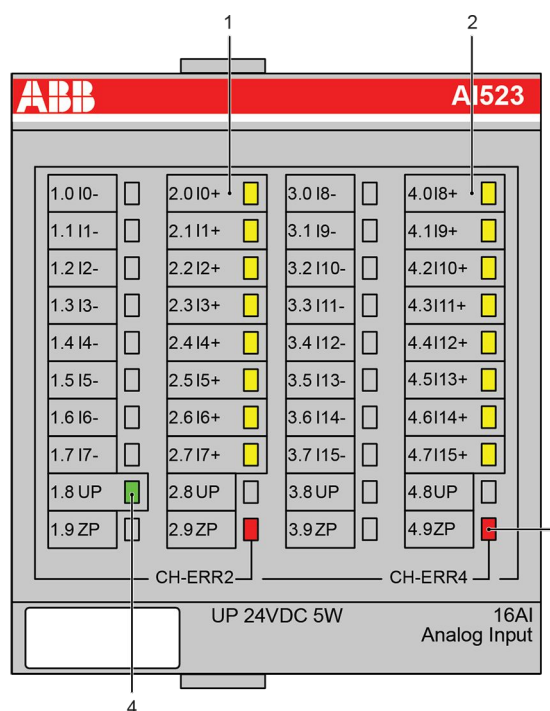 1 2
ABB AI523
1.0 I0- 2.0 I0+ 3.0 I8- 4.0 I8+
1.1 I1- 2.1 I1+ 3.1 I9- 4.1 I9+
1.2 I2- 2.2 I2+ 3.2 I10- 4.2 I10+
1.3 I3- 2.3 I3+ 3.3 I11- 4.3 I11+
1.4 I4- 2.4 I4+ 3.4 I12- 4.4 I12+
1.5 I5- 2.5 I5+ 3.5 I13- 4.5 I13+
1.6 I6- 2.6 I6+ 3.6 I14- 4.6 I14+
1.7 I7- 2.7 I7+ 3.7 I15- 4.7 I15+
1.8 UP 2.8 UP 3.8 UP 4.8 UP
1.9 ZP 2.9 ZP 3.9 ZP 4.9 ZP
CH-ERR2 CH-ERR4
UP 24VDC 5W 16AI
Analog Input
4